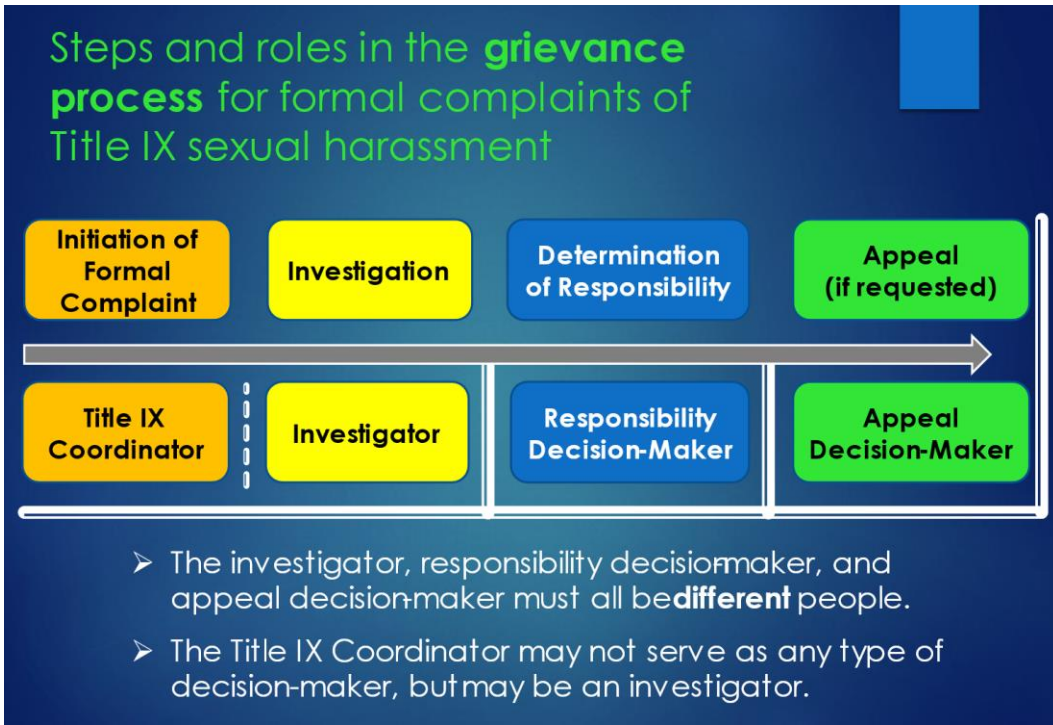 Steps and roles in the grievance
process for formal complaints of
Title IX sexual harassment
Initiation of
Formal
Complaint
Investigation
Determination
of Responsibility
Appeal
(if requested)
Title IX
Coordinator
Investigator
Responsibility
Decision-Maker
Appeal
Decision-Maker
➢ The investigator, responsibility decision-maker, and
appeal decision-maker must all be different people.
➢ The Title IX Coordinator may not serve as any type of
decision-maker, but may be an investigator.